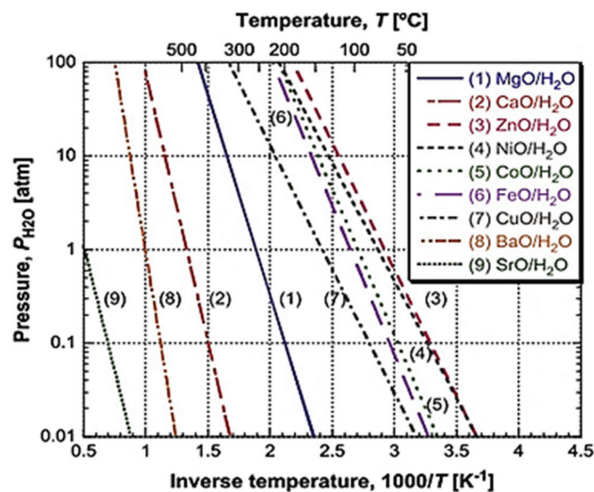 Temperature, T [ºC]
500 300 200 100 50
100
10
1
0.1
0.01
Pressure, P_H2O [atm]
(1) MgO/H2O
(2) CaO/H2O
(3) ZnO/H2O
(4) NiO/H2O
(5) CoO/H2O
(6) FeO/H2O
(7) CuO/H2O
(8) BaO/H2O
(9) SrO/H2O
(6)
(9) (8) (2) (1) (7) (3)
(4)
(5)
0.5 1 1.5 2 2.5 3 3.5 4 4.5
Inverse temperature, 1000/T [K-1]